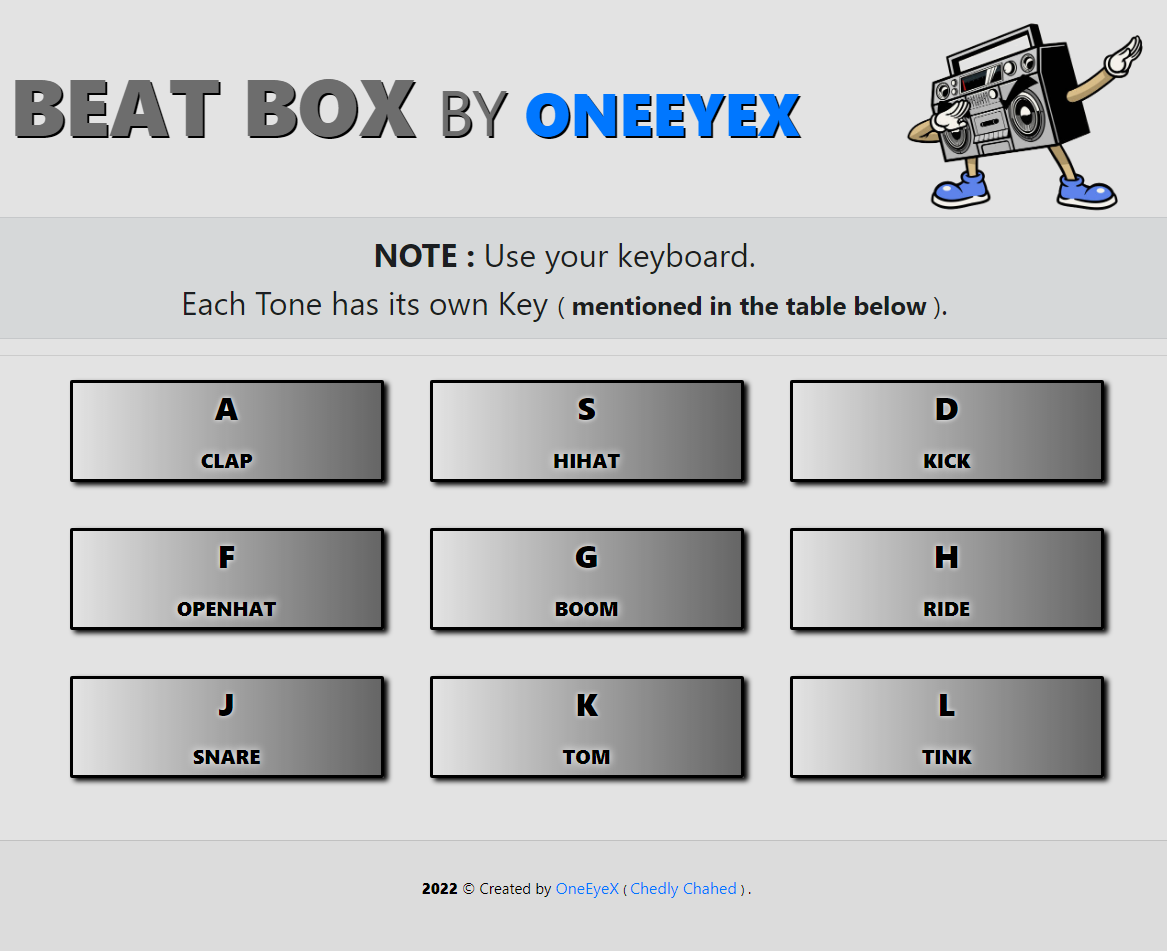 BEAT BOX BY ONEEYEX
NOTE : Use your keyboard.
Each Tone has its own Key ( mentioned in the table below ).
A
CLAP
S
HIHAT
D
KICK
F
OPENHAT
G
BOOM
H
RIDE
J
SNARE
K
TOM
L
TINK
2022 © Created by OneEyeX ( Chedly Chahed ) .